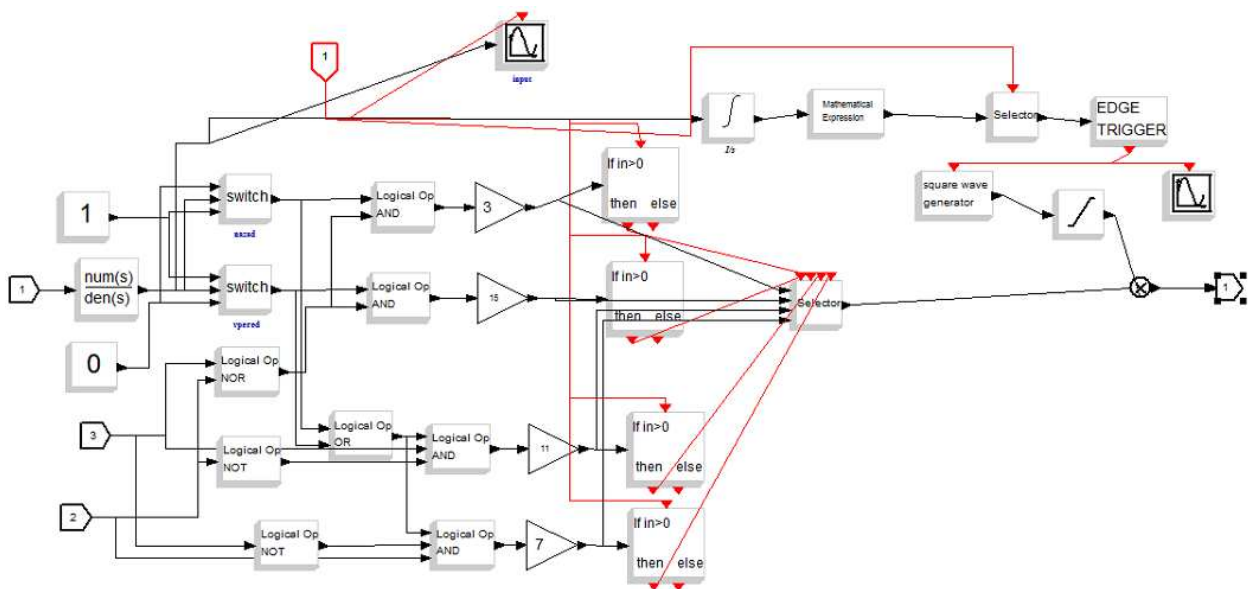 1
input
Mathematical
Expression
1/s
Selector
EDGE
TRIGGER
If in>0
then else
switch
nazad
Logical Op
AND
3
square wave
generator
1
1
num(s)
den(s)
switch
vpered
Logical Op
AND
15
If in>0
then else
Selector
1
0
Logical Op
NOR
3
Logical Op
NOT
Logical Op
OR
Logical Op
AND
11
If in>0
then else
2
Logical Op
NOT
Logical Op
AND
7
If in>0
then else